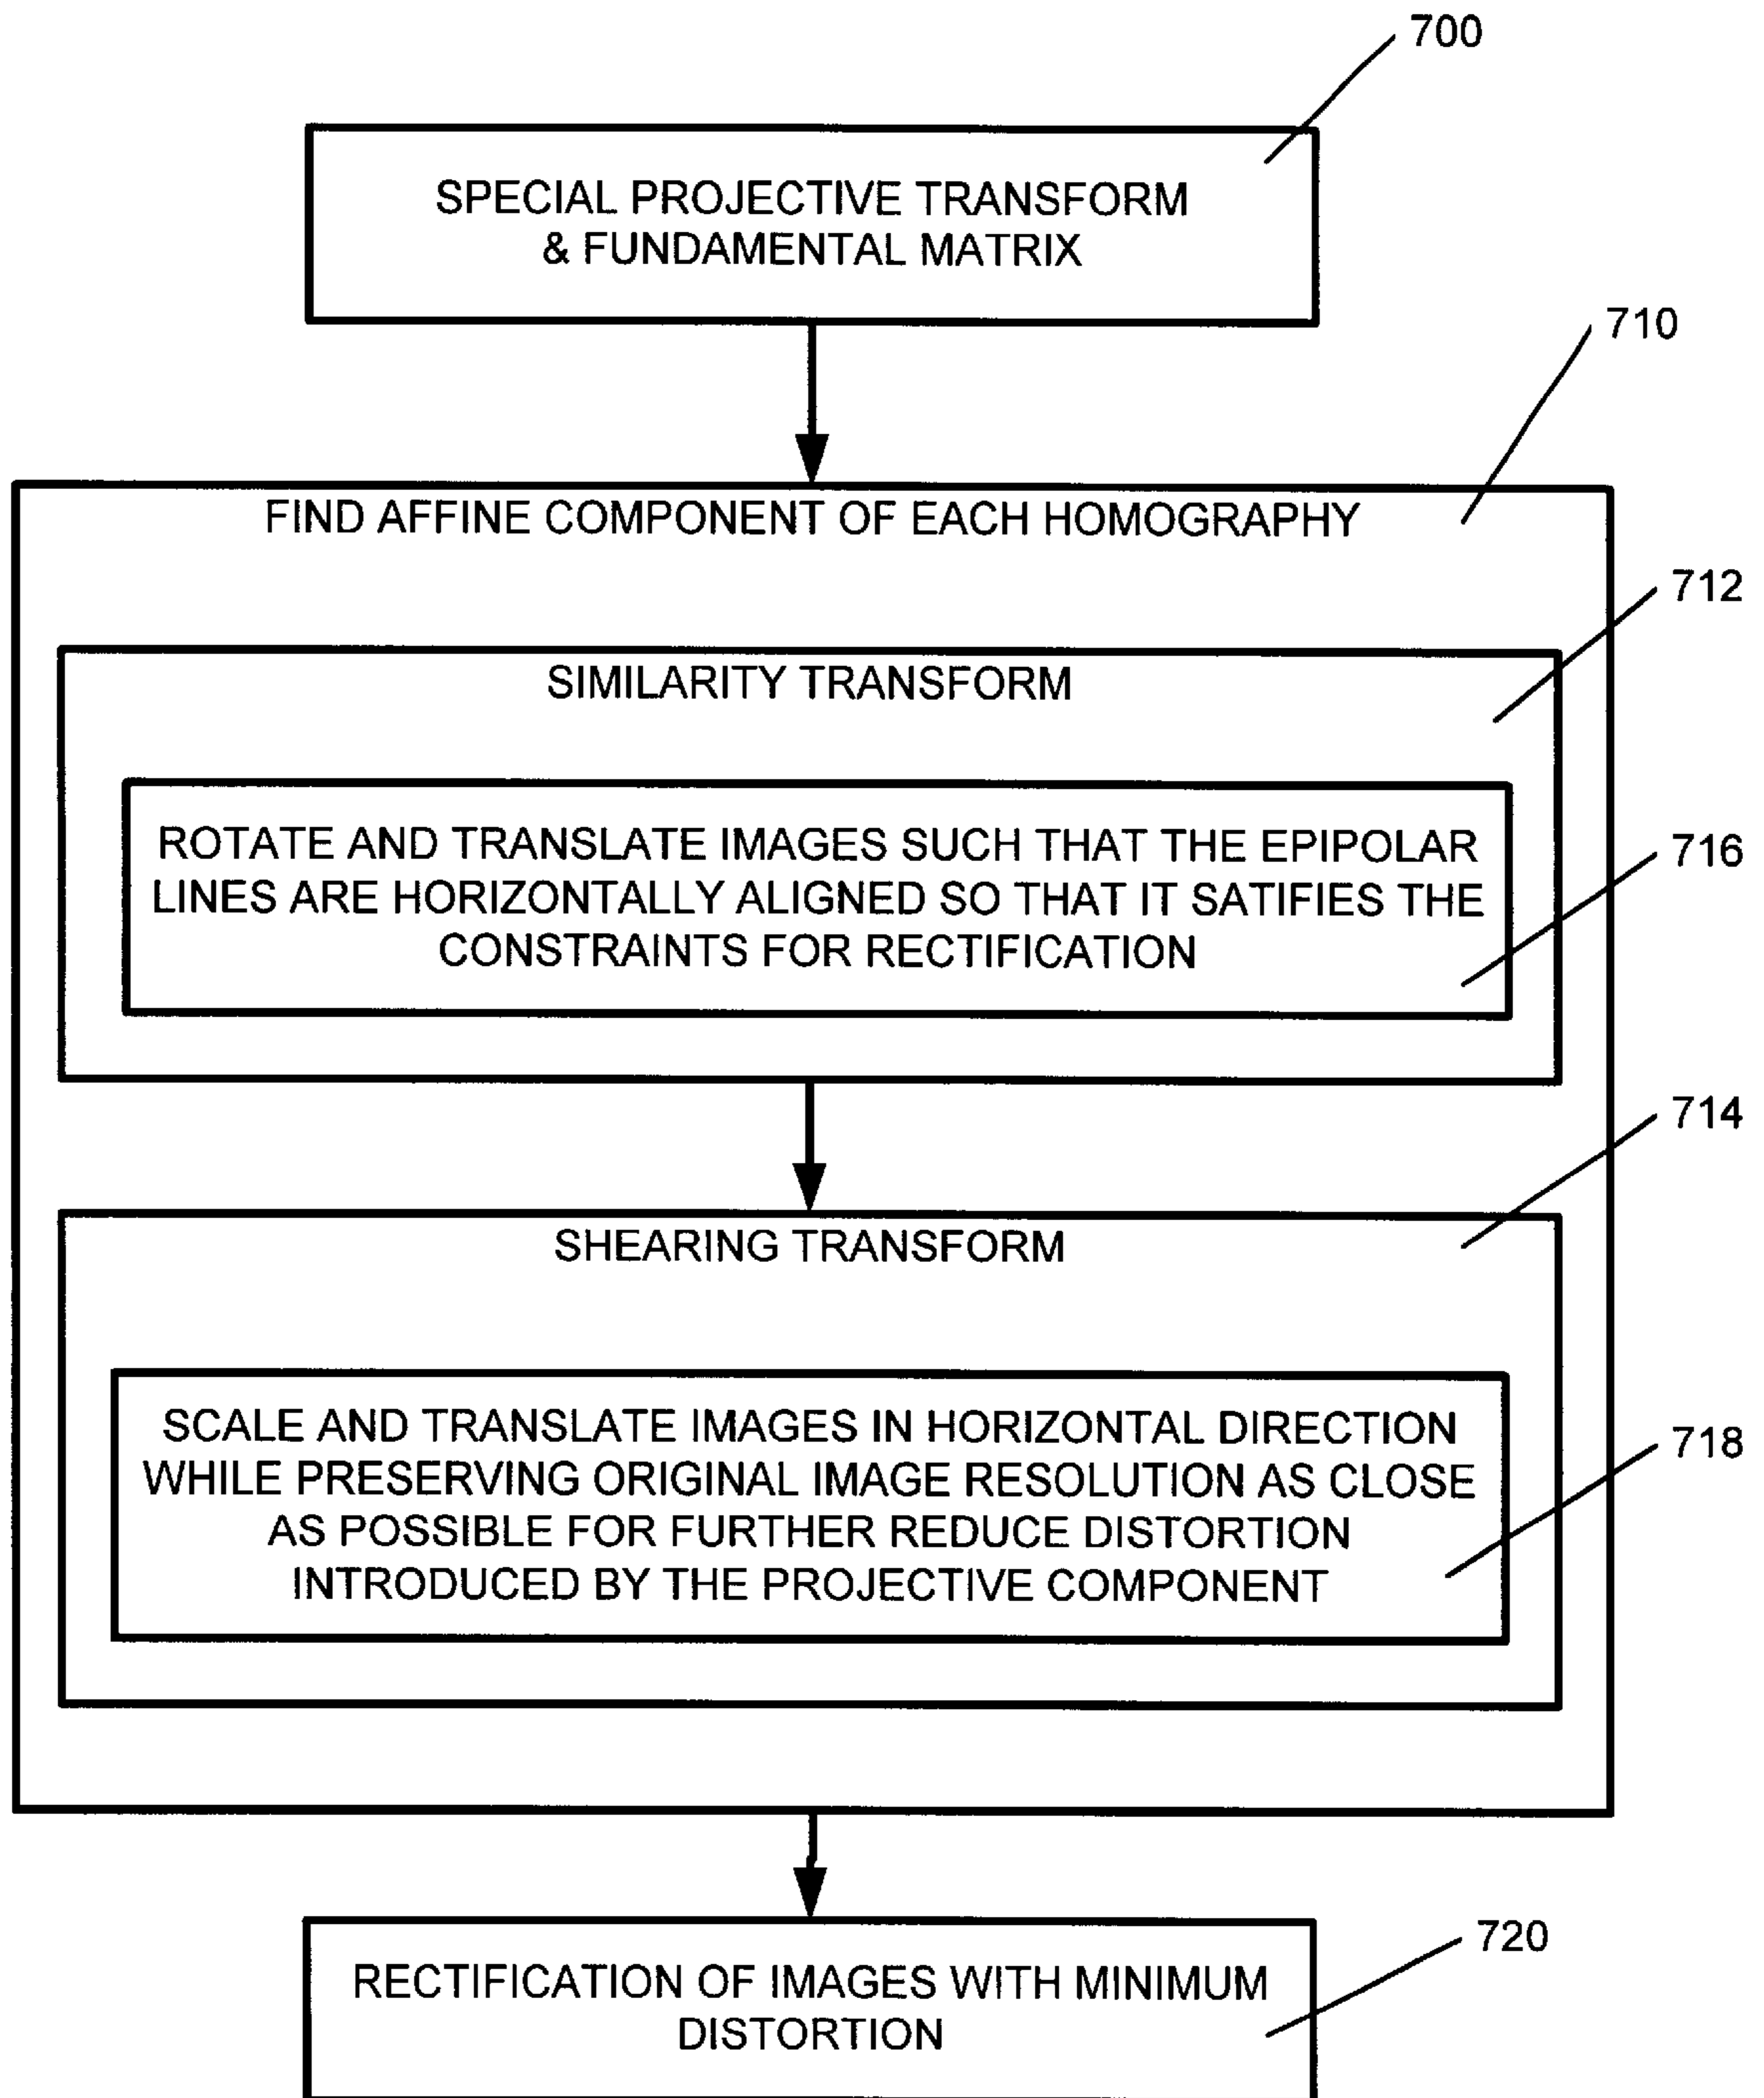 700
SPECIAL PROJECTIVE TRANSFORM
& FUNDAMENTAL MATRIX
710
FIND AFFINE COMPONENT OF EACH HOMOGRAPHY
712
SIMILARITY TRANSFORM
ROTATE AND TRANSLATE IMAGES SUCH THAT THE EPIPOLAR
716
LINES ARE HORIZONTALLY ALIGNED SO THAT IT SATIFIES THE
CONSTRAINTS FOR RECTIFICATION
714
SHEARING TRANSFORM
SCALE AND TRANSLATE IMAGES IN HORIZONTAL DIRECTION
718
WHILE PRESERVING ORIGINAL IMAGE RESOLUTION AS CLOSE
AS POSSIBLE FOR FURTHER REDUCE DISTORTION
INTRODUCED BY THE PROJECTIVE COMPONENT
720
RECTIFICATION OF IMAGES WITH MINIMUM
DISTORTION